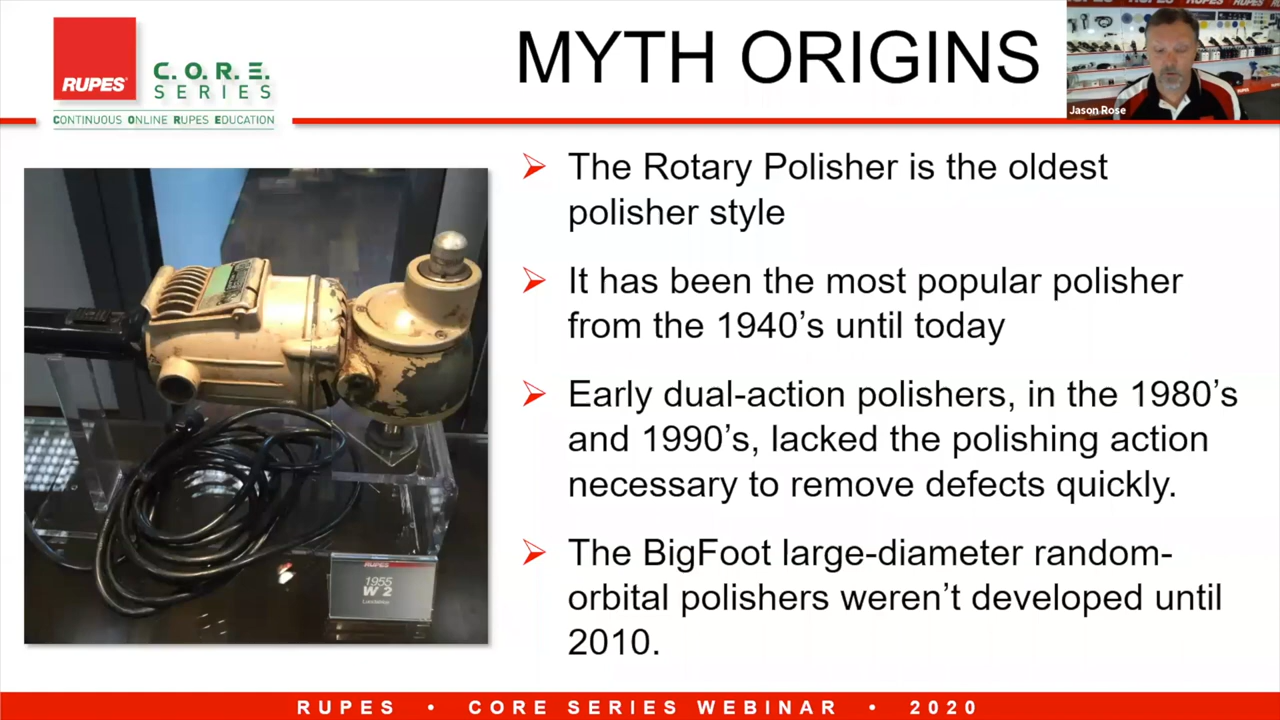 RUPES
C.O.R.E.
SERIES
CONTINUOUS ONLINE RUPES EDUCATION
MYTH ORIGINS
Jason Rose
The Rotary Polisher is the oldest
polisher style
It has been the most popular polisher
from the 1940's until today
Early dual-action polishers, in the 1980's
and 1990's, lacked the polishing action
necessary to remove defects quickly.
The BigFoot large-diameter random-
orbital polishers weren't developed until
2010.
RUPES
1955
W 2
RUPES • CORE SERIES WEBINAR • 2020